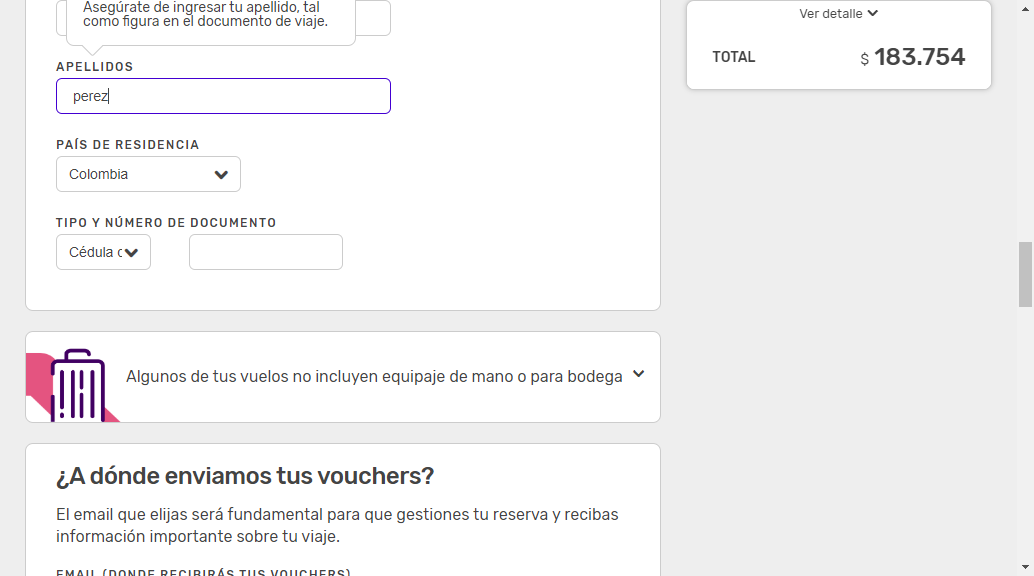 Asegúrate de ingresar tu apellido, tal
como figura en el documento de viaje.
APELLIDOS
perez
PAÍS DE RESIDENCIA
Colombia
TIPO Y NÚMERO DE DOCUMENTO
Cédula c
Algunos de tus vuelos no incluyen equipaje de mano o para bodega
¿A dónde enviamos tus vouchers?
El email que elijas será fundamental para que gestiones tu reserva y recibas
información importante sobre tu viaje.
EMAIL (DONDE RECIBIRÁS TUS VOUCHERS)
Ver detalle
TOTAL $ 183.754